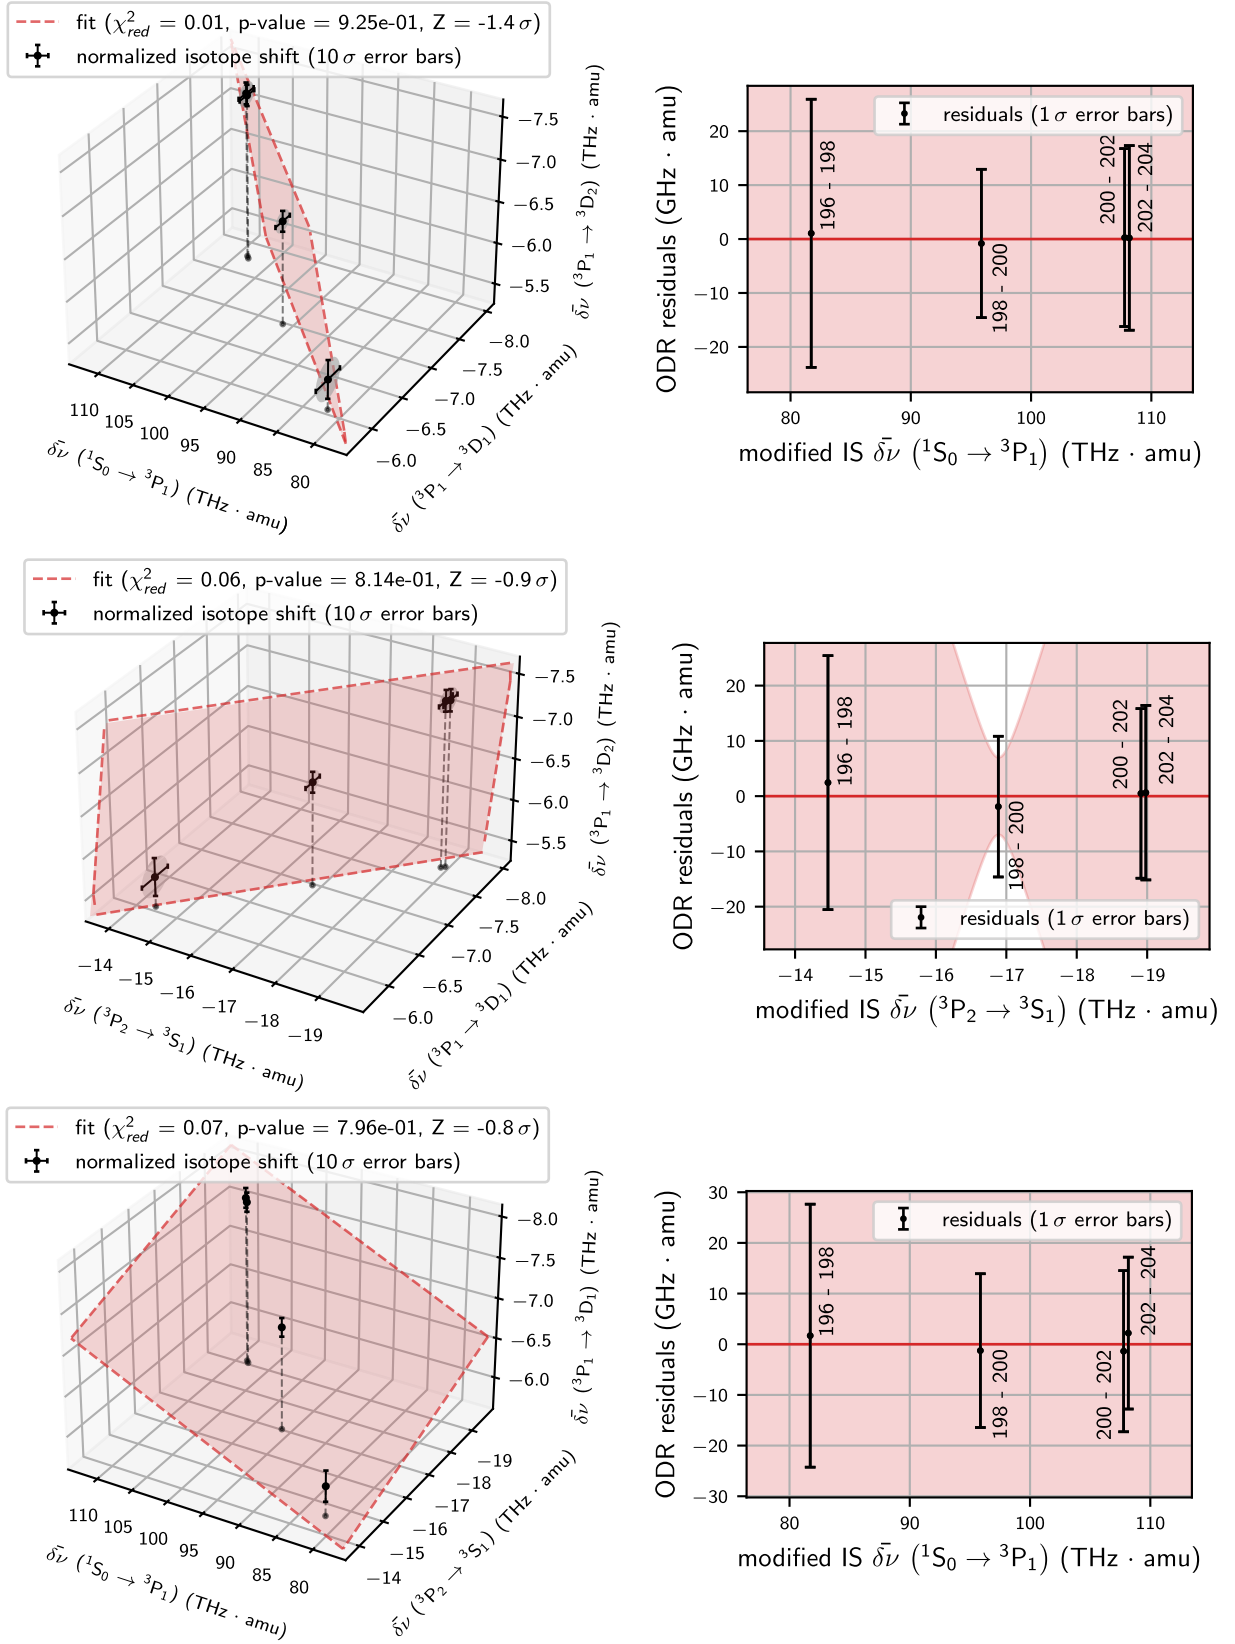 fit (χ²red = 0.01, p-value = 9.25e-01, Z = -1.4 σ)
normalized isotope shift (10 σ error bars)
−7.5
−7.0
−6.5
−6.0
−5.5
δν̄ (³P₁ → ³D₂) (THz · amu)
−8.0
−7.5
−7.0
−6.5
−6.0
δν̄ (³P₁ → ³D₁) (THz · amu)
110 105 100 95 90 85 80
δν̄ (¹S₀ → ³P₁) (THz · amu)
residuals (1 σ error bars)
196 - 198
198 - 200
200 - 202
202 - 204
20
10
0
−10
−20
ODR residuals (GHz · amu)
80 90 100 110
modified IS δν̄ (¹S₀ → ³P₁) (THz · amu)
fit (χ²red = 0.06, p-value = 8.14e-01, Z = -0.9 σ)
normalized isotope shift (10 σ error bars)
−7.5
−7.0
−6.5
−6.0
−5.5
δν̄ (³P₁ → ³D₂) (THz · amu)
−8.0
−7.5
−7.0
−6.5
−6.0
δν̄ (³P₁ → ³D₁) (THz · amu)
−14 −15 −16 −17 −18 −19
δν̄ (³P₂ → ³S₁) (THz · amu)
196 - 198
198 - 200
200 - 202
202 - 204
residuals (1 σ error bars)
20
10
0
−10
−20
ODR residuals (GHz · amu)
−14 −15 −16 −17 −18 −19
modified IS δν̄ (³P₂ → ³S₁) (THz · amu)
fit (χ²red = 0.07, p-value = 7.96e-01, Z = -0.8 σ)
normalized isotope shift (10 σ error bars)
−8.0
−7.5
−7.0
−6.5
−6.0
δν̄ (³P₁ → ³D₁) (THz · amu)
−19
−18
−17
−16
−15
−14
δν̄ (³P₂ → ³S₁) (THz · amu)
110 105 100 95 90 85 80
δν̄ (¹S₀ → ³P₁) (THz · amu)
residuals (1 σ error bars)
196 - 198
198 - 200
200 - 202
202 - 204
30
20
10
0
−10
−20
−30
ODR residuals (GHz · amu)
80 90 100 110
modified IS δν̄ (¹S₀ → ³P₁) (THz · amu)